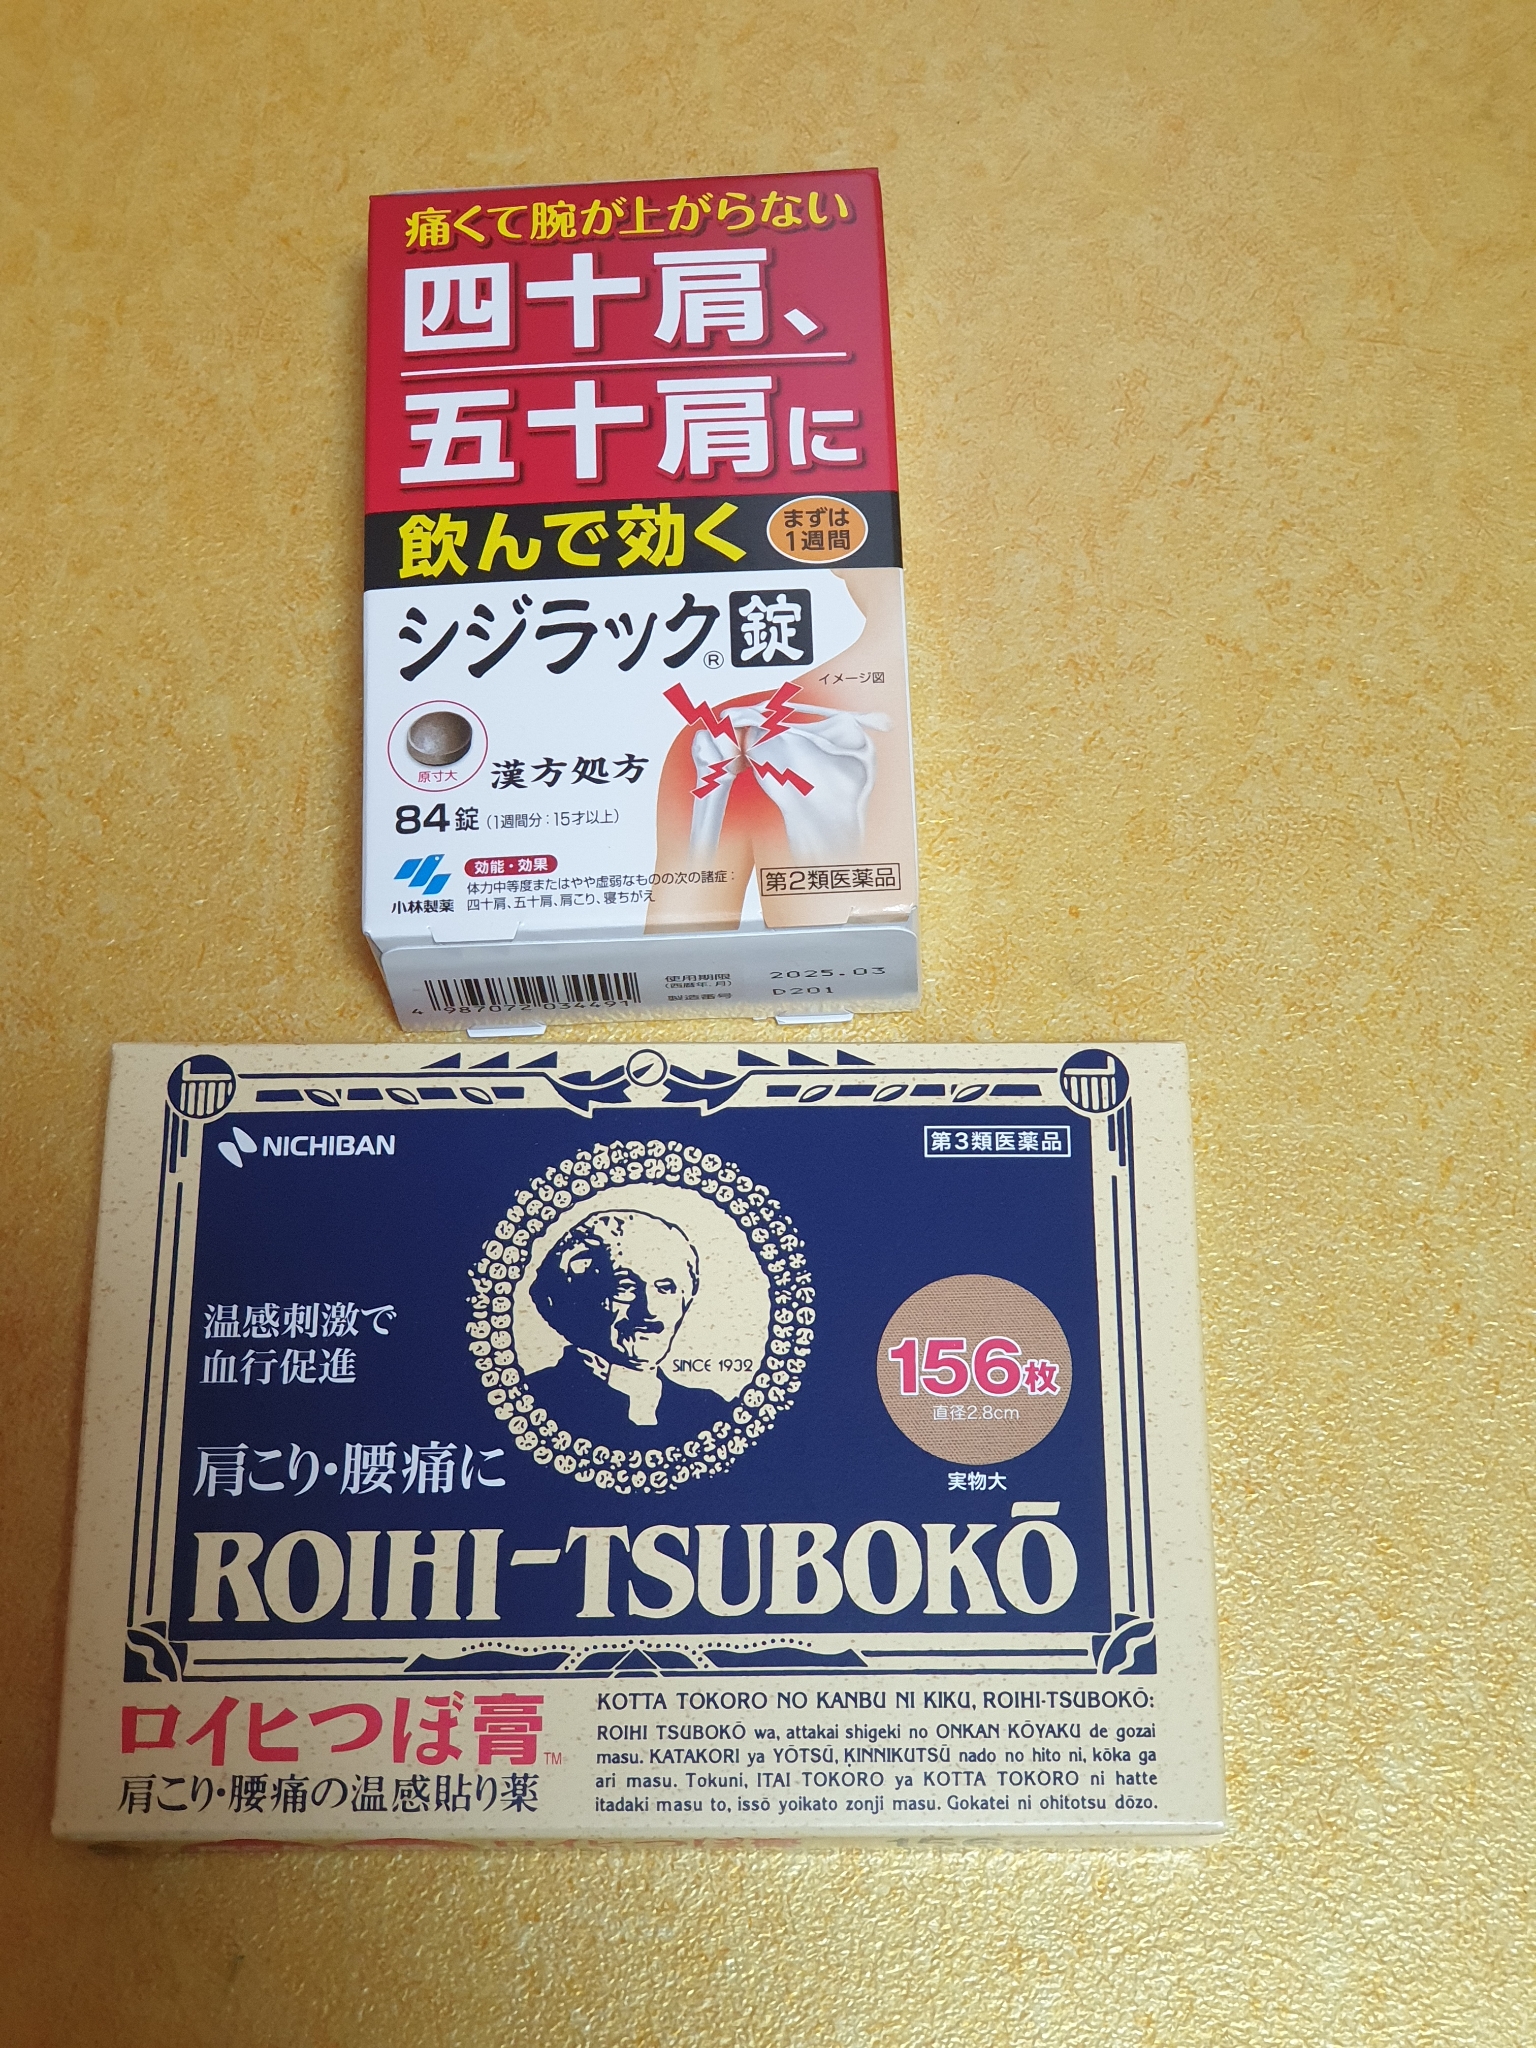 痛くて腕が上がらない
四十肩、
五十肩に
飲んで効く
まずは
1週間
シジラック®錠
イメージ図
原寸大
漢方処方
84錠(1週間分:15才以上)
効能・効果
体力中等度またはやや虚弱なものの次の諸症:
四十肩、五十肩、肩こり、寝ちがえ
小林製薬
第2類医薬品
4 987072 034491
使用期限
(西暦年、月)
2025.03
製造番号
D201
NICHIBAN
第3類医薬品
SINCE 1932
温感刺激で
血行促進
156枚
直径2.8cm
実物大
肩こり・腰痛に
ROIHI-TSUBOKŌ
ロイヒつぼ膏™
肩こり・腰痛の温感貼り薬
KOTTA TOKORO NO KANBU NI KIKU, ROIHI-TSUBOKŌ:
ROIHI TSUBOKŌ wa, attakai shigeki no ONKAN KŌYAKU de gozai
masu. KATAKORI ya YŌTSŪ, KINNIKUTSŪ nado no hito ni, kōka ga
ari masu. Tokuni, ITAI TOKORO ya KOTTA TOKORO ni hatte
itadaki masu to, issō yoikato zonji masu. Gokatei ni ohitotsu dōzo.